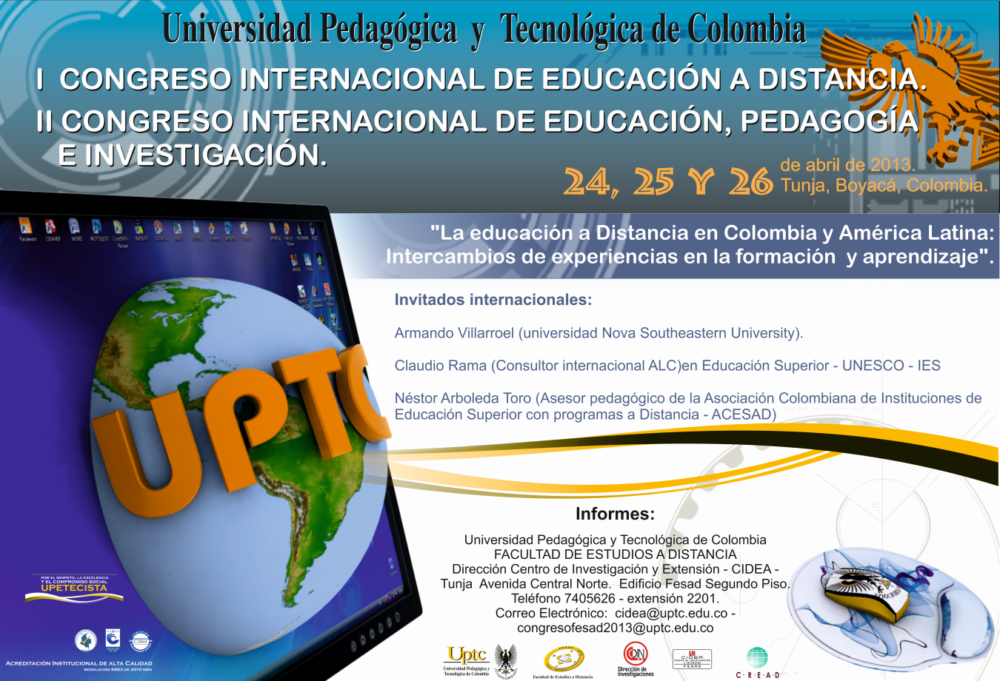 Universidad Pedagógica y Tecnológica de Colombia
I CONGRESO INTERNACIONAL DE EDUCACIÓN A DISTANCIA.
II CONGRESO INTERNACIONAL DE EDUCACIÓN, PEDAGOGÍA
E INVESTIGACIÓN.
24, 25 Y 26 de abril de 2013.
Tunja, Boyacá, Colombia.
"La educación a Distancia en Colombia y América Latina:
Intercambios de experiencias en la formación y aprendizaje".
Invitados internacionales:
Armando Villarroel (universidad Nova Southeastern University).
Claudio Rama (Consultor internacional ALC)en Educación Superior - UNESCO - IES
Néstor Arboleda Toro (Asesor pedagógico de la Asociación Colombiana de Instituciones de
Educación Superior con programas a Distancia - ACESAD)
UPTC
Informes:
Universidad Pedagógica y Tecnológica de Colombia
FACULTAD DE ESTUDIOS A DISTANCIA
Dirección Centro de Investigación y Extensión - CIDEA -
Tunja Avenida Central Norte. Edificio Fesad Segundo Piso.
Teléfono 7405626 - extensión 2201.
Correo Electrónico: cidea@uptc.edu.co -
congresofesad2013@uptc.edu.co
POR EL RESPETO, LA EXCELENCIA
Y EL COMPROMISO SOCIAL
UPETECISTA
ACREDITACIÓN INSTITUCIONAL DE ALTA CALIDAD
RESOLUCIÓN 6963 DE 2010 MEN
Uptc
Universidad Pedagógica y
Tecnológica de Colombia
Facultad de Estudios a Distancia
Dirección de
Investigaciones
CIDEA
FESAD
C·R·E·A·D